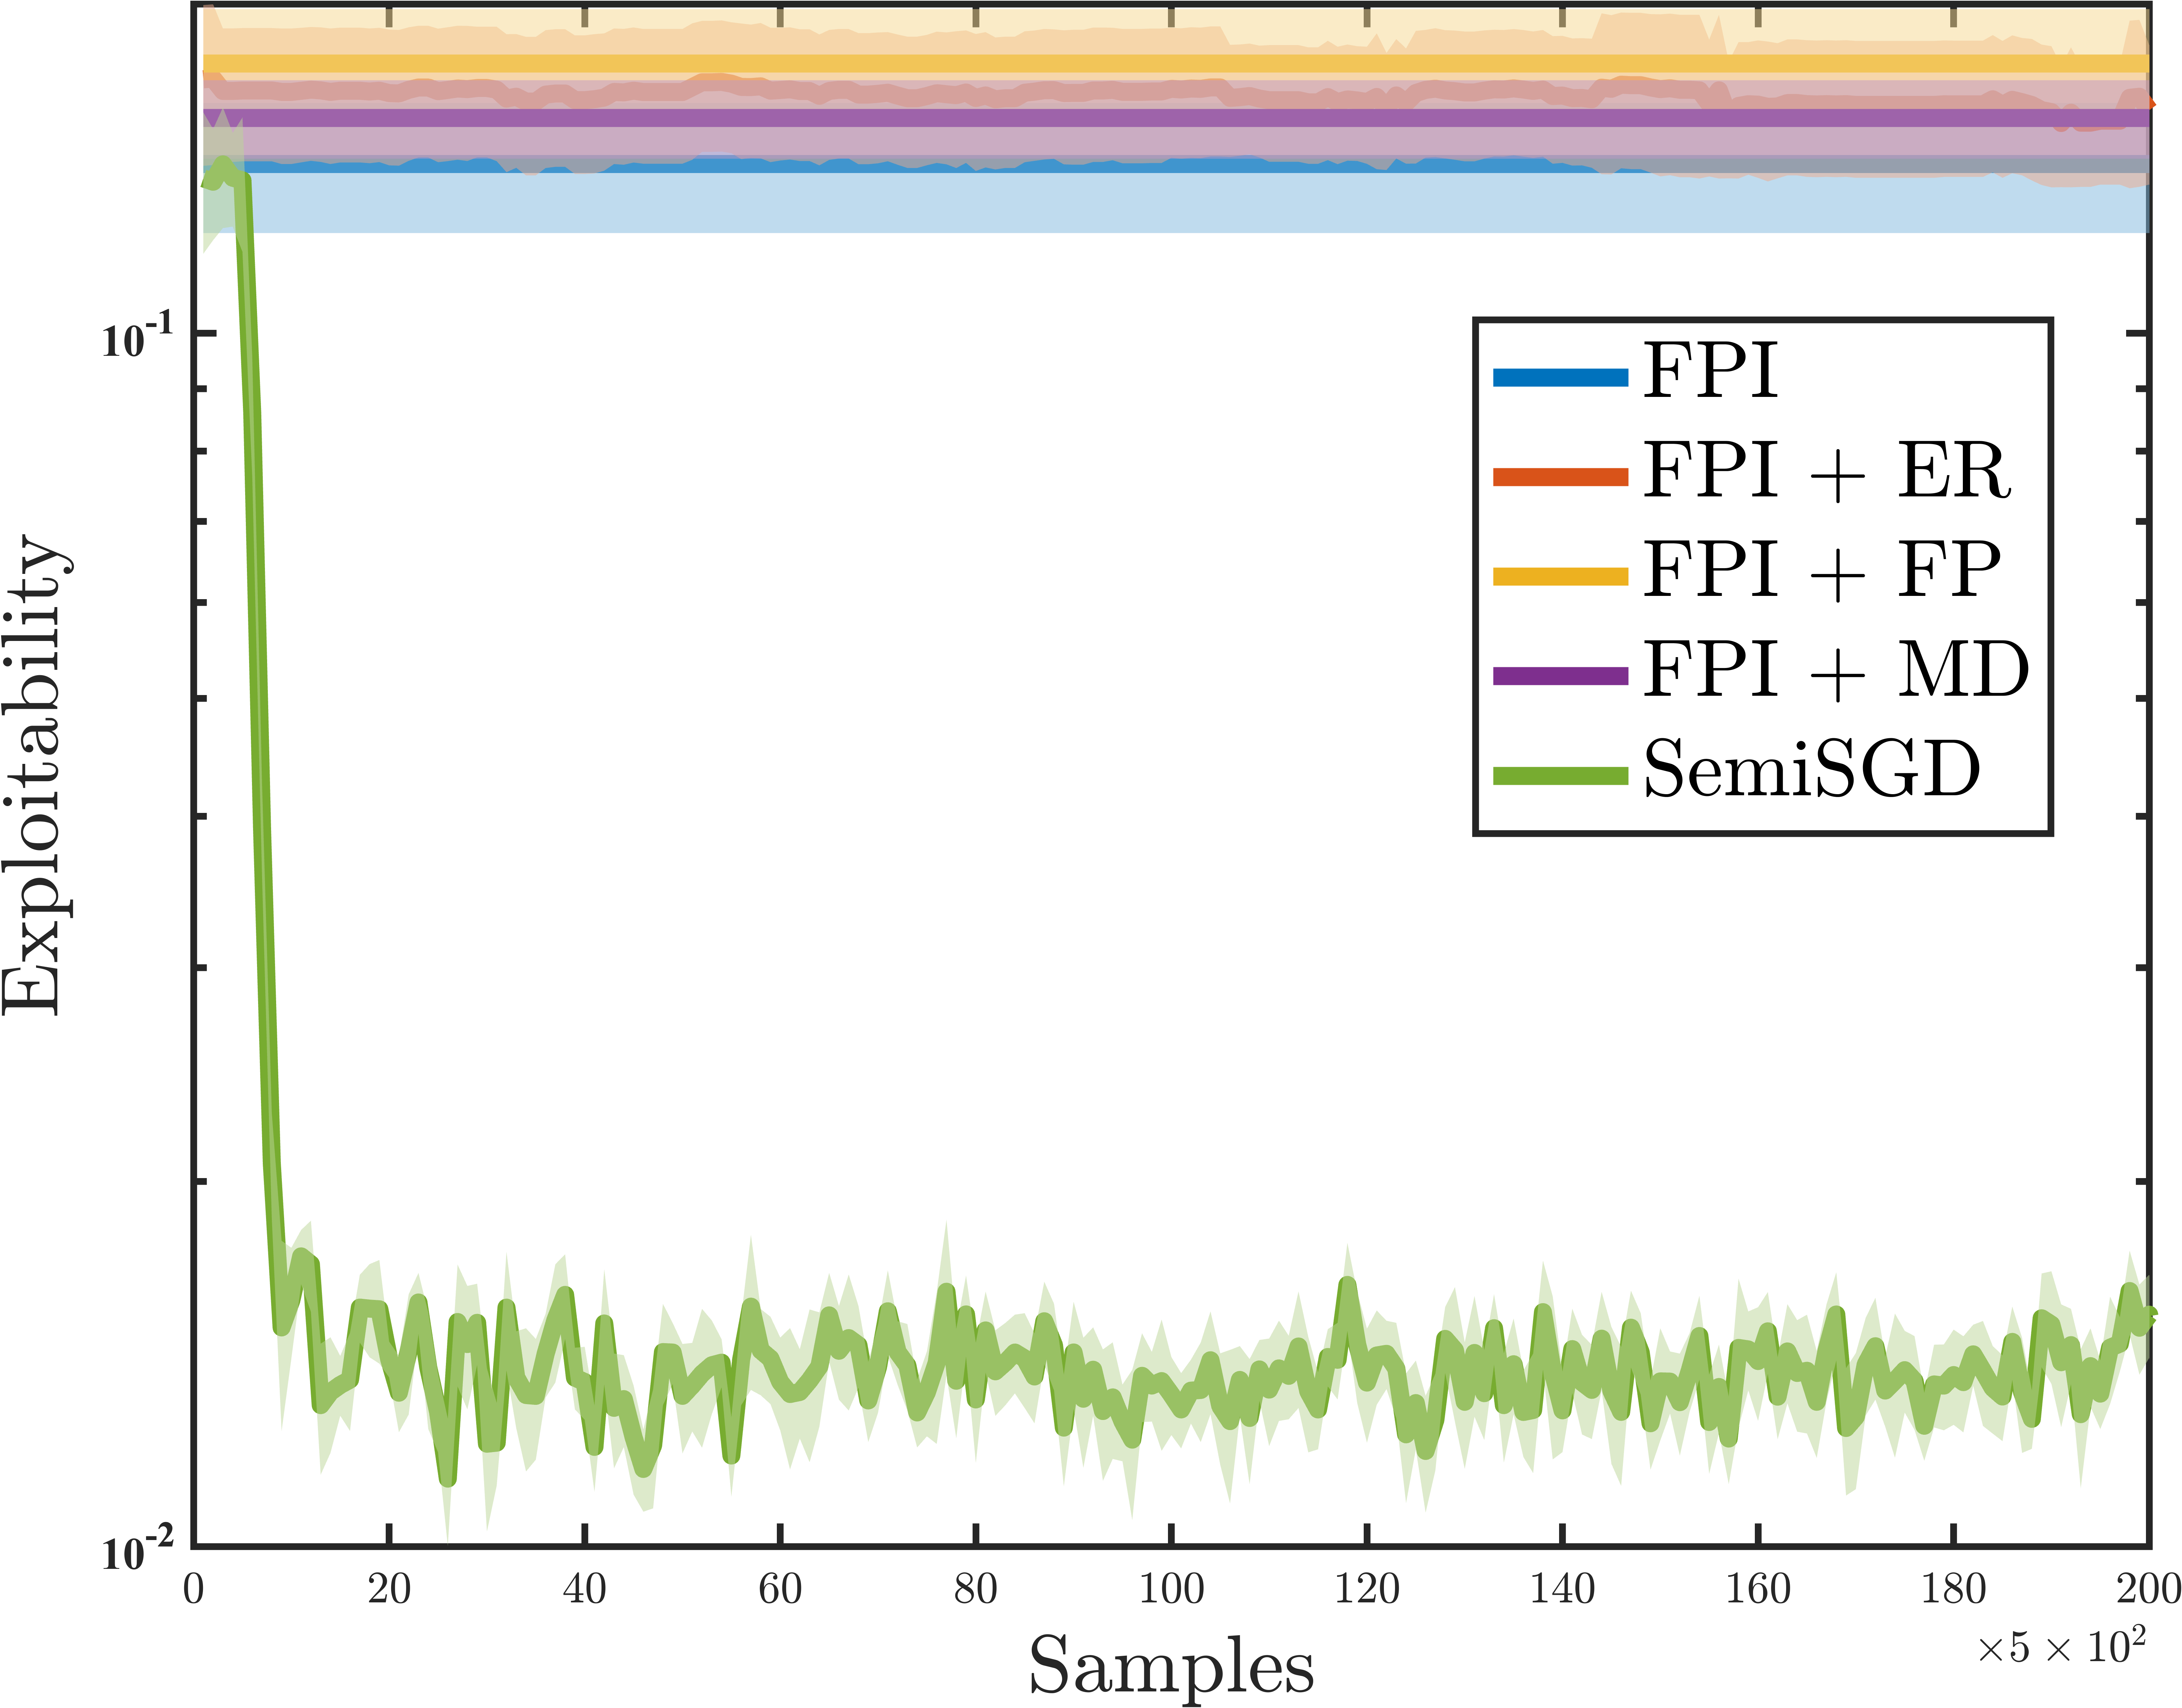 Exploitability
10^-1
10^-2
FPI
FPI + ER
FPI + FP
FPI + MD
SemiSGD
0 20 40 60 80 100 120 140 160 180 200
×5 × 10^2
Samples